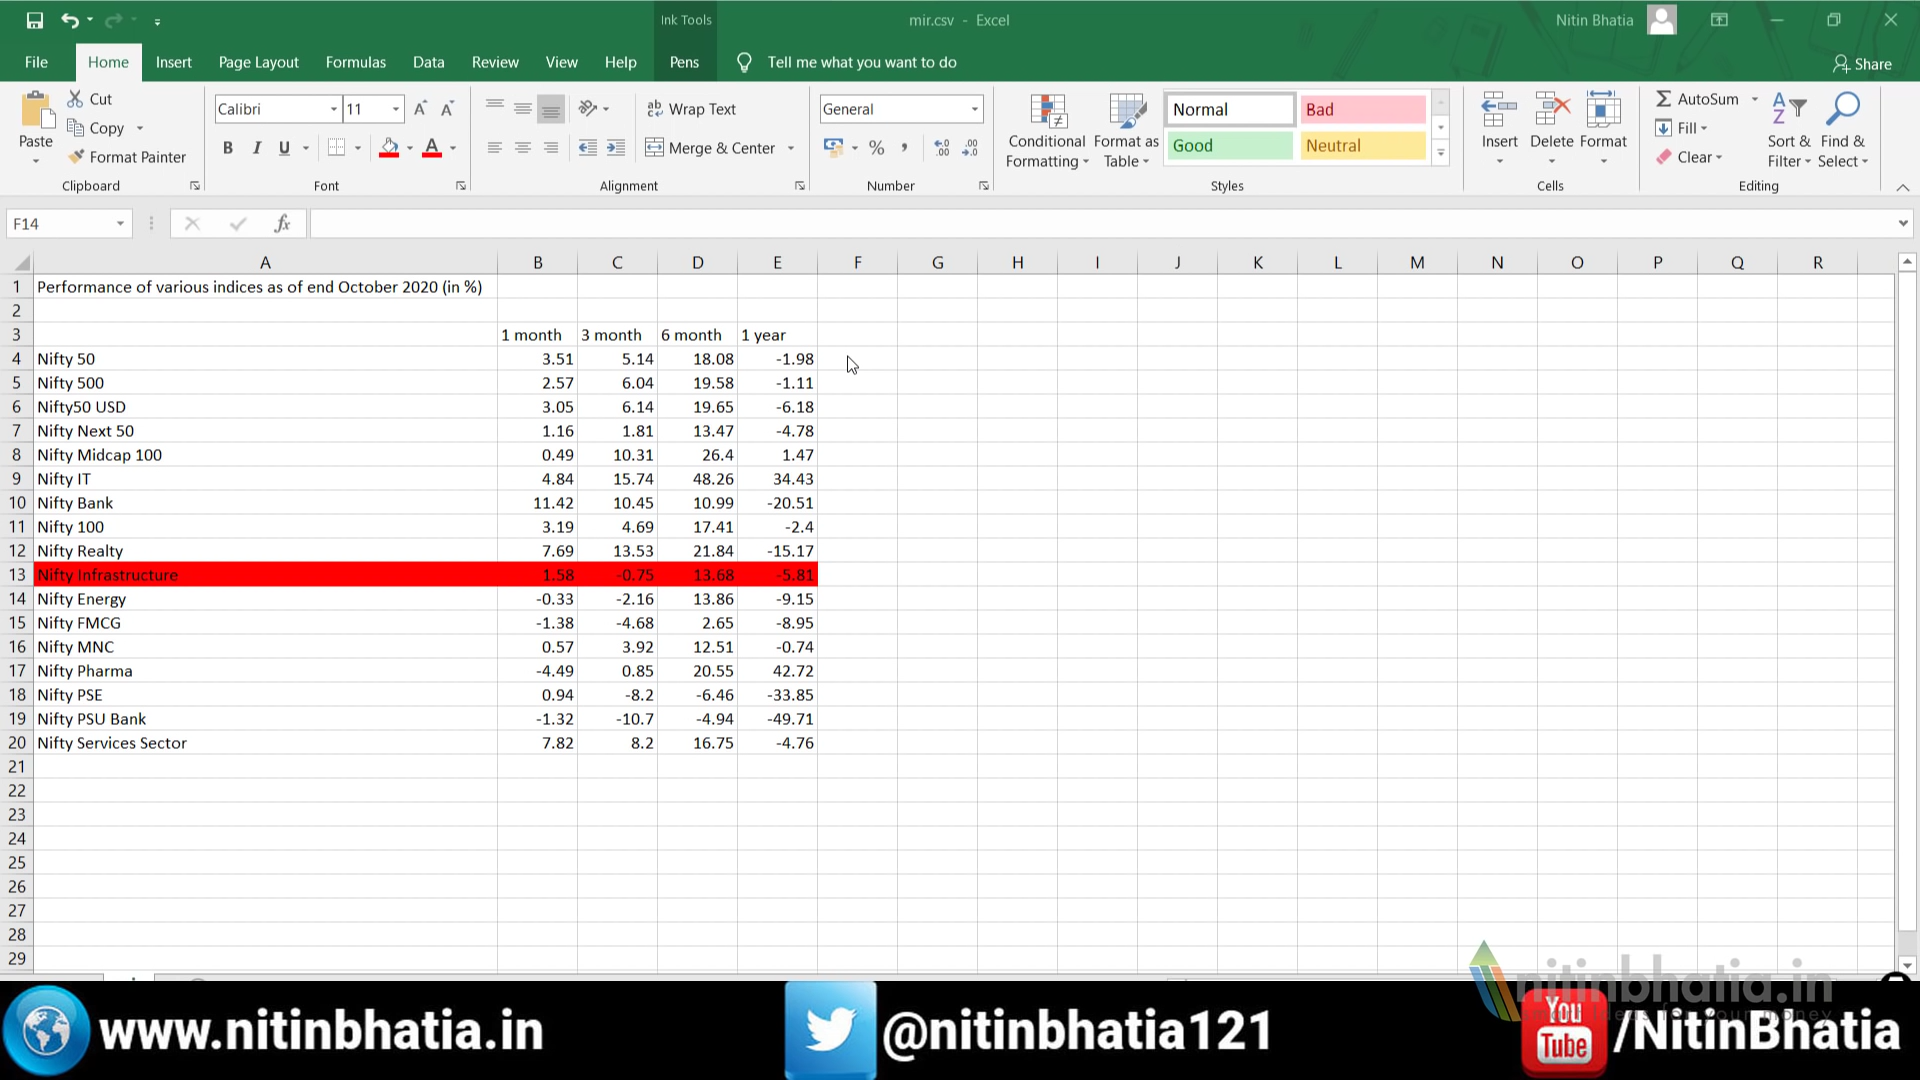 Ink Tools
mir.csv - Excel
Nitin Bhatia
File Home Insert Page Layout Formulas Data Review View Help Pens Tell me what you want to do Share
Paste
Cut
Copy
Format Painter
Clipboard
Calibri 11
B I U
Font
Wrap Text
Merge & Center
Alignment
General
Number
Conditional Formatting
Format as Table
Normal Bad
Good Neutral
Styles
Insert Delete Format
Cells
AutoSum
Fill
Clear
Sort & Filter
Find & Select
Editing
F14 fx
A B C D E F G H I J K L M N O P Q R
1 Performance of various indices as of end October 2020 (in %)
2
3 1 month 3 month 6 month 1 year
4 Nifty 50 3.51 5.14 18.08 -1.98
5 Nifty 500 2.57 6.04 19.58 -1.11
6 Nifty50 USD 3.05 6.14 19.65 -6.18
7 Nifty Next 50 1.16 1.81 13.47 -4.78
8 Nifty Midcap 100 0.49 10.31 26.4 1.47
9 Nifty IT 4.84 15.74 48.26 34.43
10 Nifty Bank 11.42 10.45 10.99 -20.51
11 Nifty 100 3.19 4.69 17.41 -2.4
12 Nifty Realty 7.69 13.53 21.84 -15.17
13 Nifty Infrastructure 1.58 -0.75 13.68 -5.81
14 Nifty Energy -0.33 -2.16 13.86 -9.15
15 Nifty FMCG -1.38 -4.68 2.65 -8.95
16 Nifty MNC 0.57 3.92 12.51 -0.74
17 Nifty Pharma -4.49 0.85 20.55 42.72
18 Nifty PSE 0.94 -8.2 -6.46 -33.85
19 Nifty PSU Bank -1.32 -10.7 -4.94 -49.71
20 Nifty Services Sector 7.82 8.2 16.75 -4.76
21
22
23
24
25
26
27
28
29
nitinbhatia.in
www.nitinbhatia.in @nitinbhatia121 You Tube /NitinBhatia